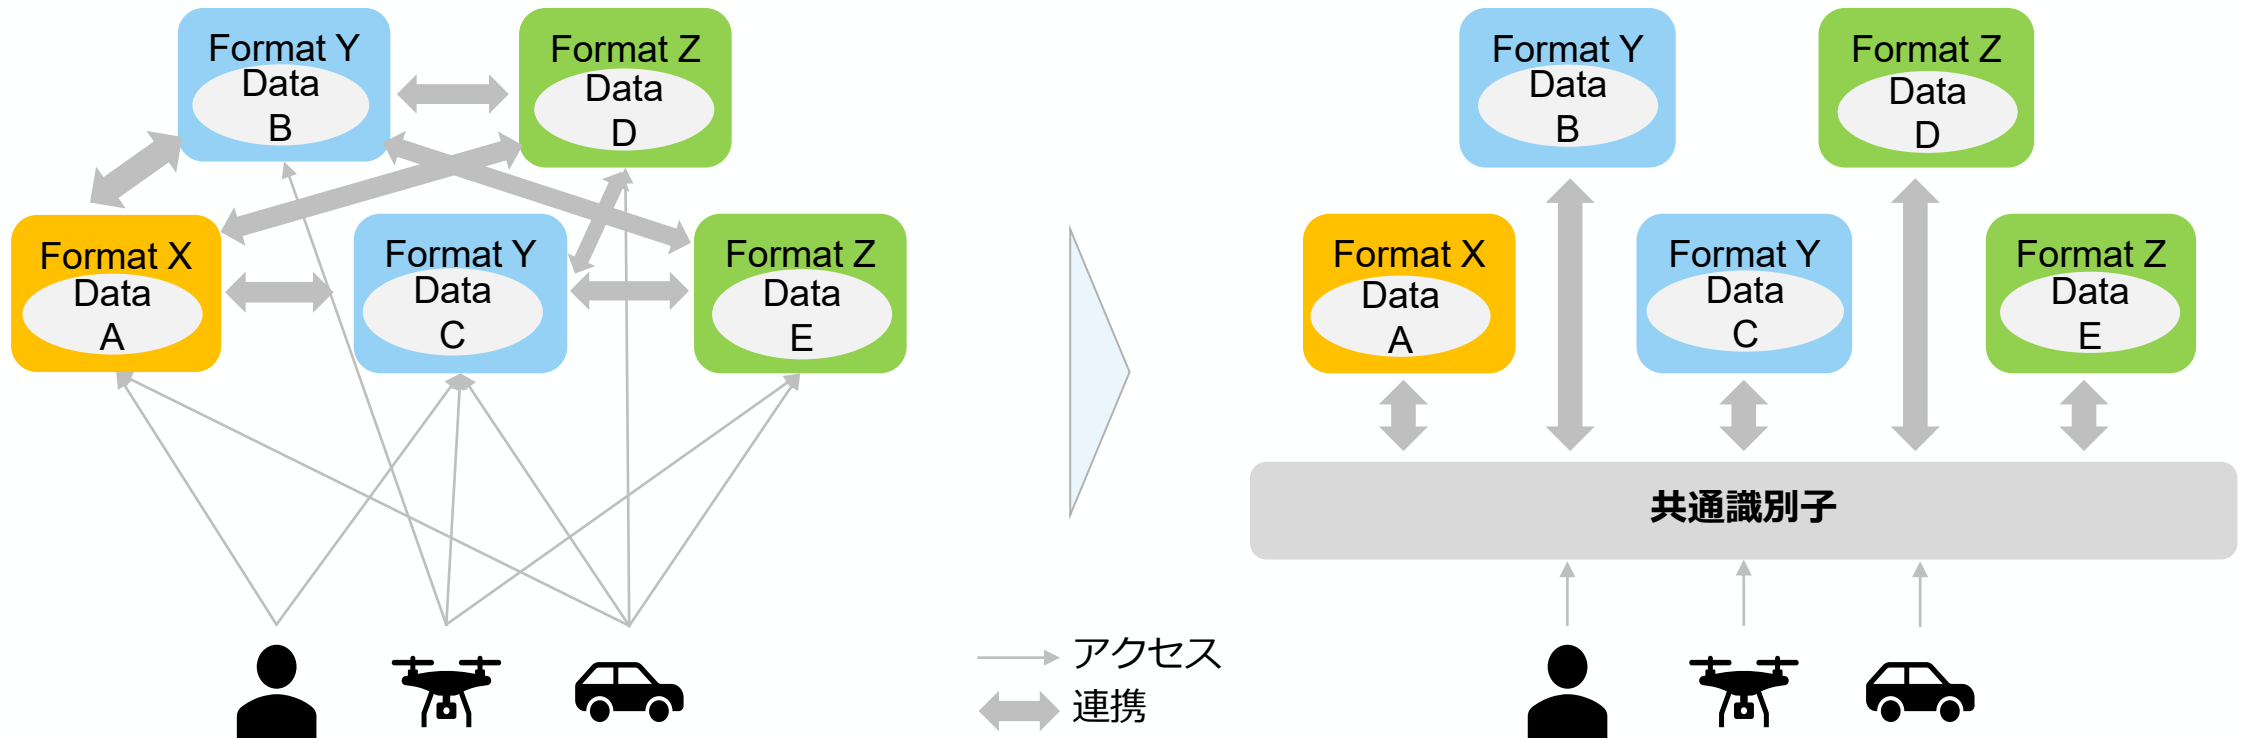 Format Y
Data
B
Format Z
Data
D
Format X
Data
A
Format Y
Data
C
Format Z
Data
E
Format Y
Data
B
Format Z
Data
D
Format X
Data
A
Format Y
Data
C
Format Z
Data
E
共通識別子
アクセス
連携